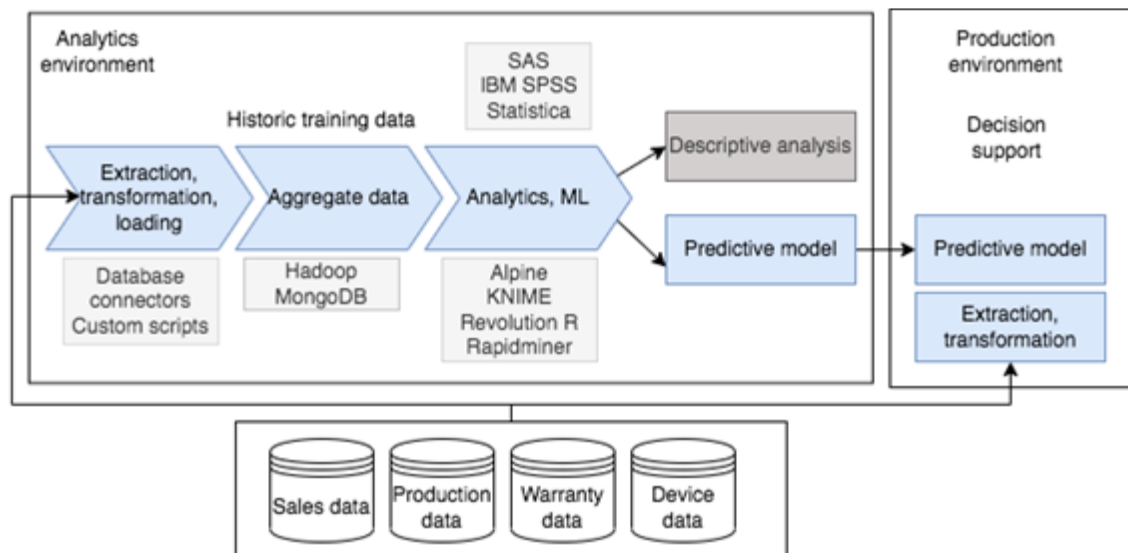 Analytics
environment
SAS
IBM SPSS
Statistica
Historic training data
Extraction,
transformation,
loading
Aggregate data
Analytics, ML
Descriptive analysis
Predictive model
Database
connectors
Custom scripts
Hadoop
MongoDB
Alpine
KNIME
Revolution R
Rapidminer
Production
environment
Decision
support
Predictive model
Extraction,
transformation
Sales data
Production
data
Warranty
data
Device
data